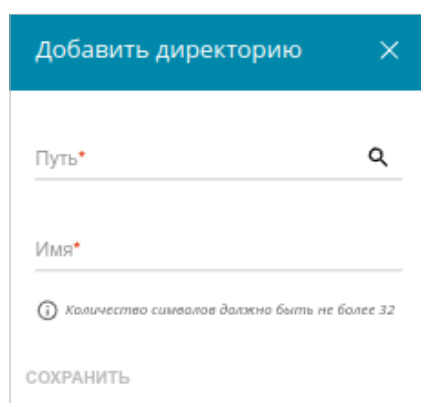 Добавить директорию
Путь*
Имя*
Количество символов должно быть не более 32
СОХРАНИТЬ